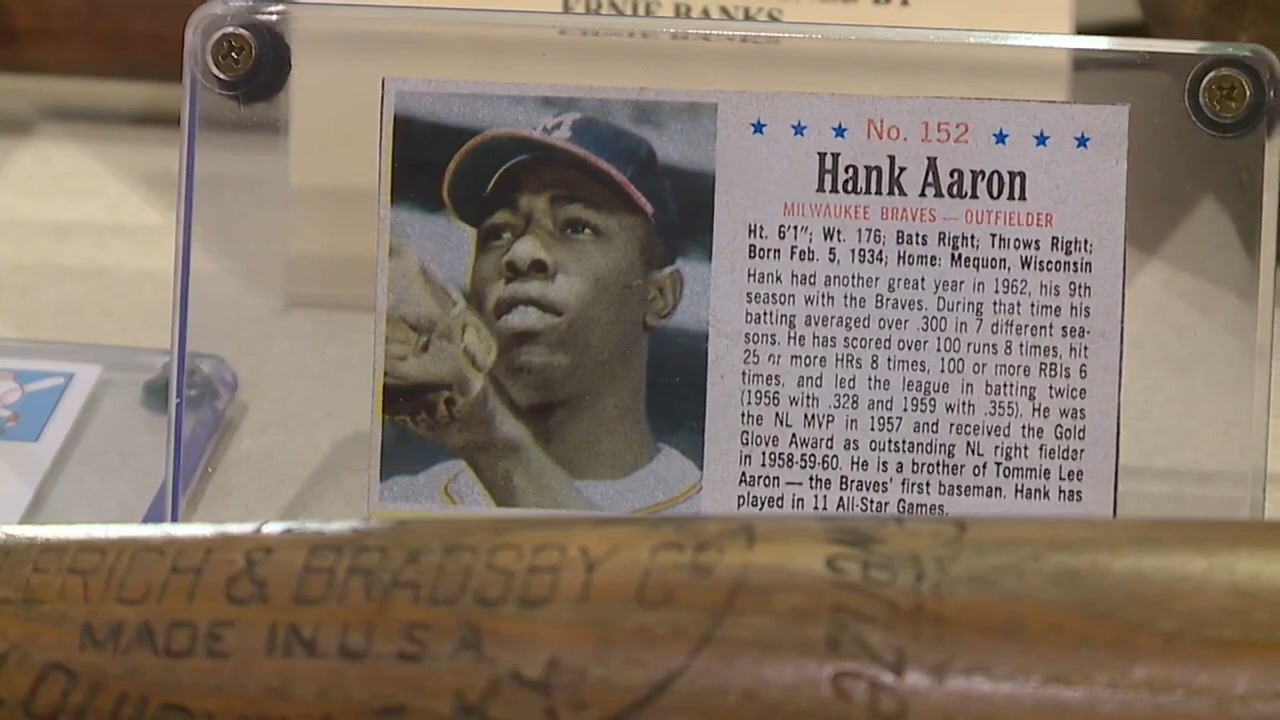 BY
ERNIE BANKS
No. 152
Hank Aaron
MILWAUKEE BRAVES — OUTFIELDER
Ht. 6'1"; Wt. 176; Bats Right; Throws Right;
Born Feb. 5, 1934; Home: Mequon, Wisconsin
Hank had another great year in 1962, his 9th
season with the Braves. During that time his
batting averaged over .300 in 7 different sea-
sons. He has scored over 100 runs 8 times, hit
25 or more HRs 8 times, 100 or more RBIs 6
times, and led the league in batting twice
(1956 with .328 and 1959 with .355). He was
the NL MVP in 1957 and received the Gold
Glove Award as outstanding NL right fielder
in 1958-59-60. He is a brother of Tommie Lee
Aaron — the Braves' first baseman. Hank has
played in 11 All-Star Games.
LERICH & BRADSBY Co
MADE IN U.S.A.